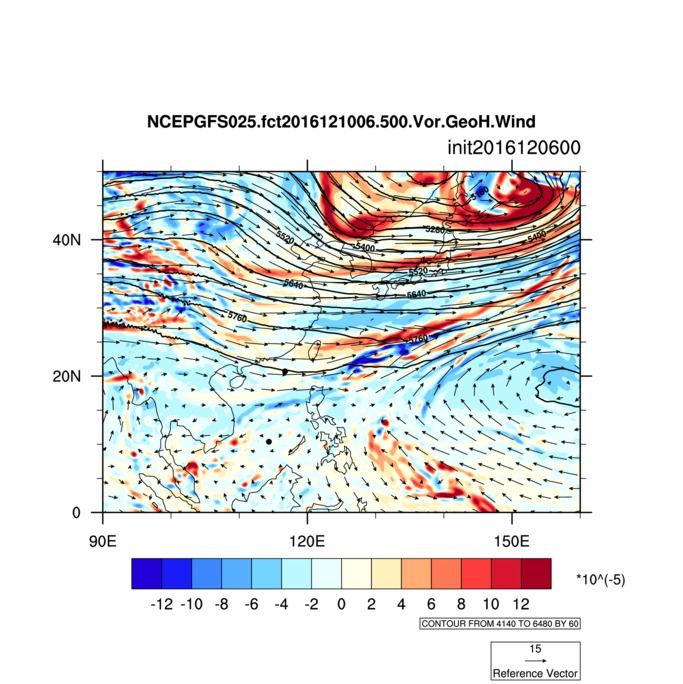 NCEPGFS025.fct2016121006.500.Vor.GeoH.Wind
init2016120600
40N
20N
0
90E 120E 150E
5520
5400
5280
5400
5640
5520
5640
5760
5760
-12 -10 -8 -6 -4 -2 0 2 4 6 8 10 12
*10^(-5)
CONTOUR FROM 4140 TO 6480 BY 60
15
Reference Vector